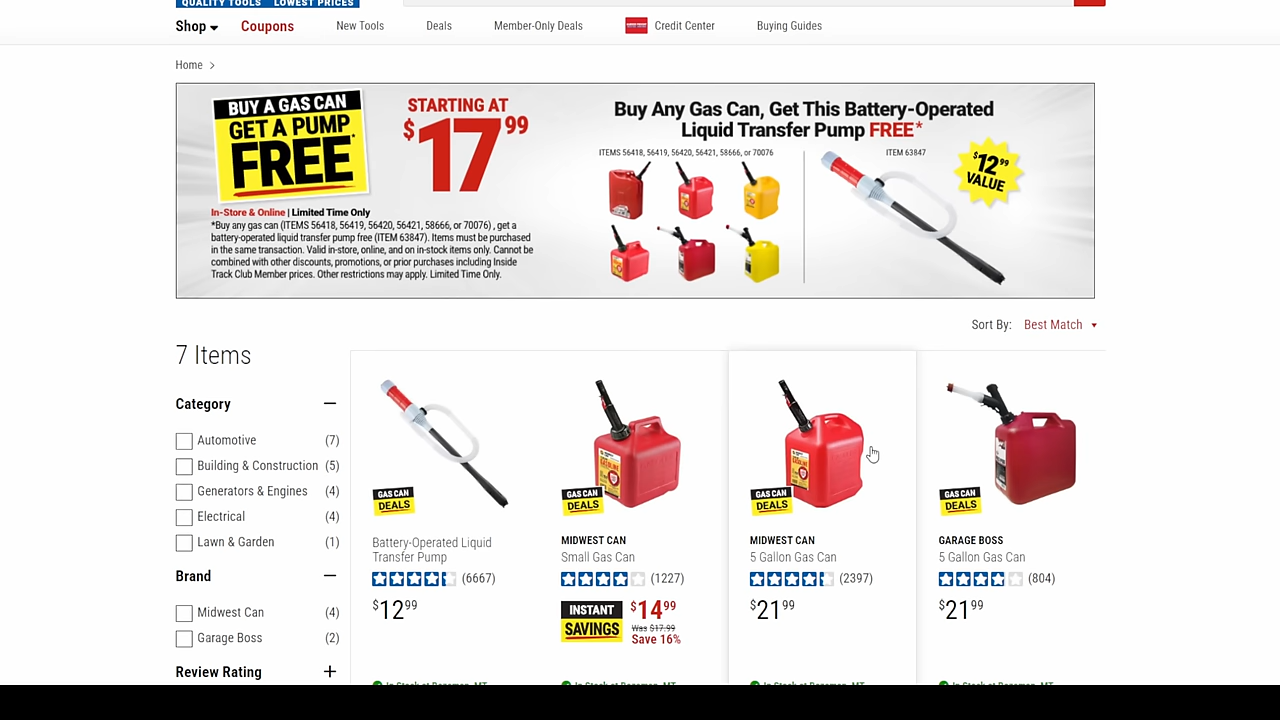 QUALITY TOOLS LOWEST PRICES
Shop Coupons New Tools Deals Member-Only Deals Credit Center Buying Guides
Home >
BUY A GAS CAN
GET A PUMP
FREE*
STARTING AT
$17 99
In-Store & Online | Limited Time Only
*Buy any gas can (ITEMS 56418, 56419, 56420, 56421, 58666, or 70076) , get a
battery-operated liquid transfer pump free (ITEM 63847). Items must be purchased
in the same transaction. Valid in-store, online, and on in-stock items only. Cannot be
combined with other discounts, promotions, or prior purchases including Inside
Track Club Member prices. Other restrictions may apply. Limited Time Only.
Buy Any Gas Can, Get This Battery-Operated
Liquid Transfer Pump FREE*
ITEMS 56418, 56419, 56420, 56421, 58666, or 70076
ITEM 63847
$12 99
VALUE
Sort By: Best Match
7 Items
Category
Automotive (7)
Building & Construction (5)
Generators & Engines (4)
Electrical (4)
Lawn & Garden (1)
Brand
Midwest Can (4)
Garage Boss (2)
Review Rating
GAS CAN
DEALS
Battery-Operated Liquid
Transfer Pump
(6667)
$12 99
GAS CAN
DEALS
MIDWEST CAN
Small Gas Can
(1227)
INSTANT
SAVINGS
$14 99
Was $17.99
Save 16%
GAS CAN
DEALS
MIDWEST CAN
5 Gallon Gas Can
(2397)
$21 99
GAS CAN
DEALS
GARAGE BOSS
5 Gallon Gas Can
(804)
$21 99